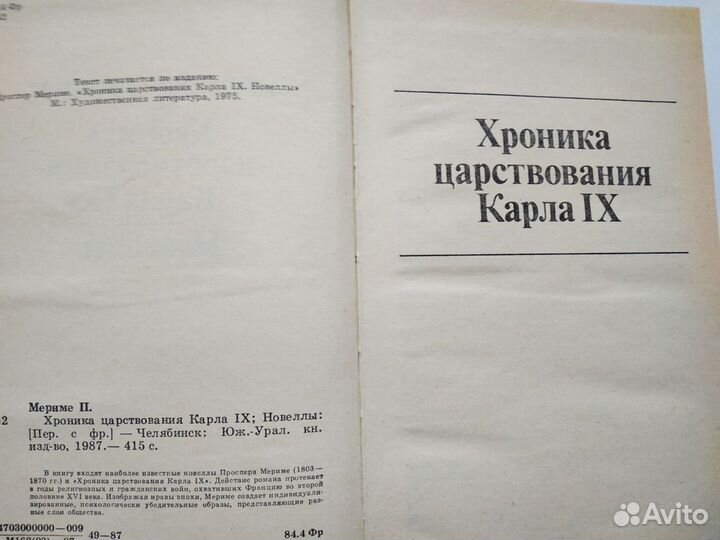 Фр
2
Текст печатается по изданию:
Проспер Мериме. «Хроника царствования Карла IX. Новеллы»
М.: Художественная литература, 1975.
Мериме П.
Хроника царствования Карла IX; Новеллы:
[Пер. с фр.] — Челябинск: Юж.-Урал. кн.
изд-во, 1987.— 415 с.
В книгу входят наиболее известные новеллы Проспера Мериме (1803—
1870 гг.) и «Хроника царствования Карла IX». Действие романа протекает
в годы религиозных и гражданских войн, охвативших Францию во второй
половине XVI века. Изображая нравы эпохи, Мериме создает индивидуали-
зированные, психологически убедительные образы, представляющие раз-
ные слои общества.
4703000000—009
49—87
84.4 Фр
Хроника
царствования
Карла IX
Avito